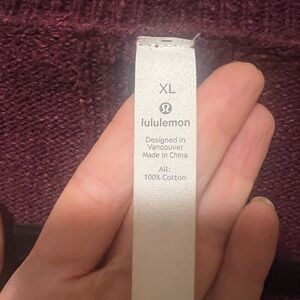 XL
lululemon
Designed in
Vancouver
Made in China
All:
100% Cotton